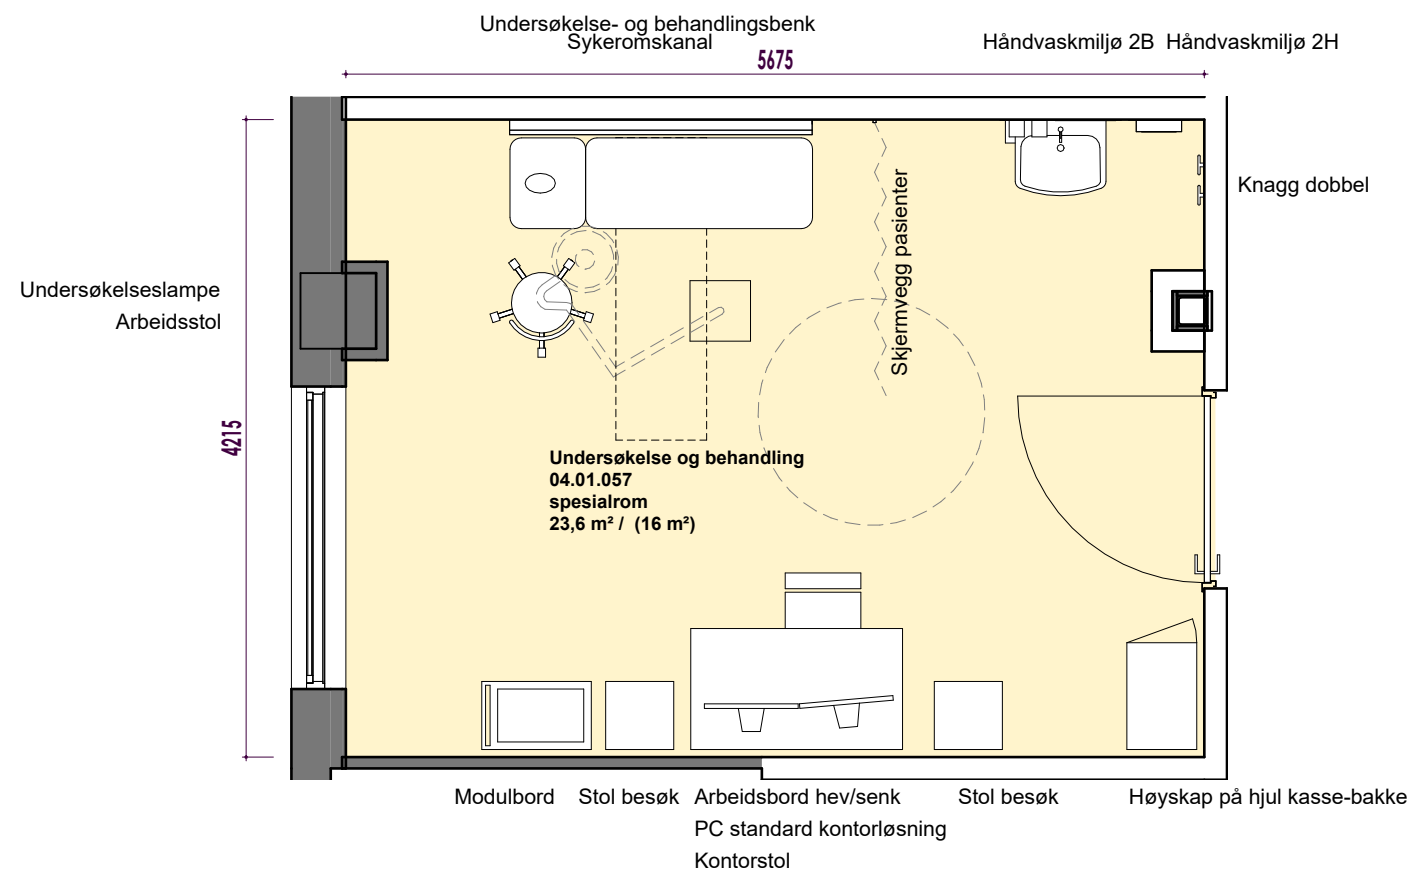 Undersøkelse- og behandlingsbenk
Sykeromskanal
Håndvaskmiljø 2B Håndvaskmiljø 2H
5675
Knagg dobbel
Skjermvegg pasienter
Undersøkelseslampe
Arbeidsstol
4215
Undersøkelse og behandling
04.01.057
spesialrom
23,6 m² / (16 m²)
Modulbord Stol besøk Arbeidsbord hev/senk Stol besøk Høyskap på hjul kasse-bakke
PC standard kontorløsning
Kontorstol